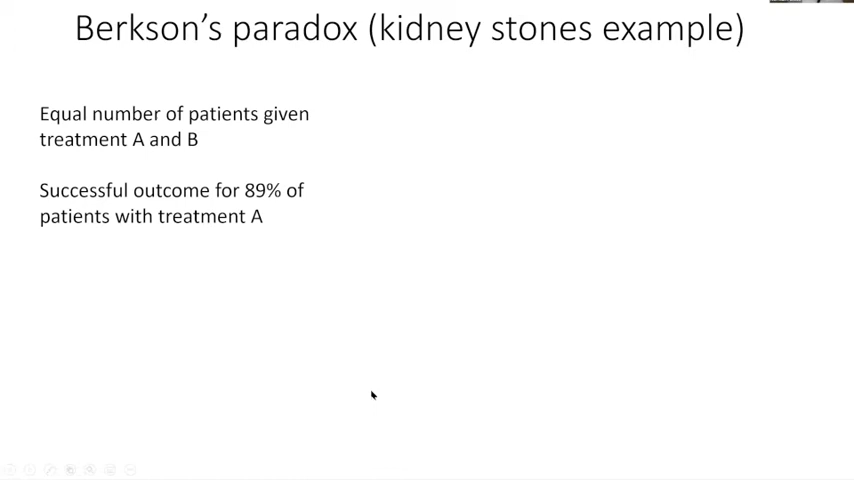 Berkson's paradox (kidney stones example)
Equal number of patients given
treatment A and B
Successful outcome for 89% of
patients with treatment A